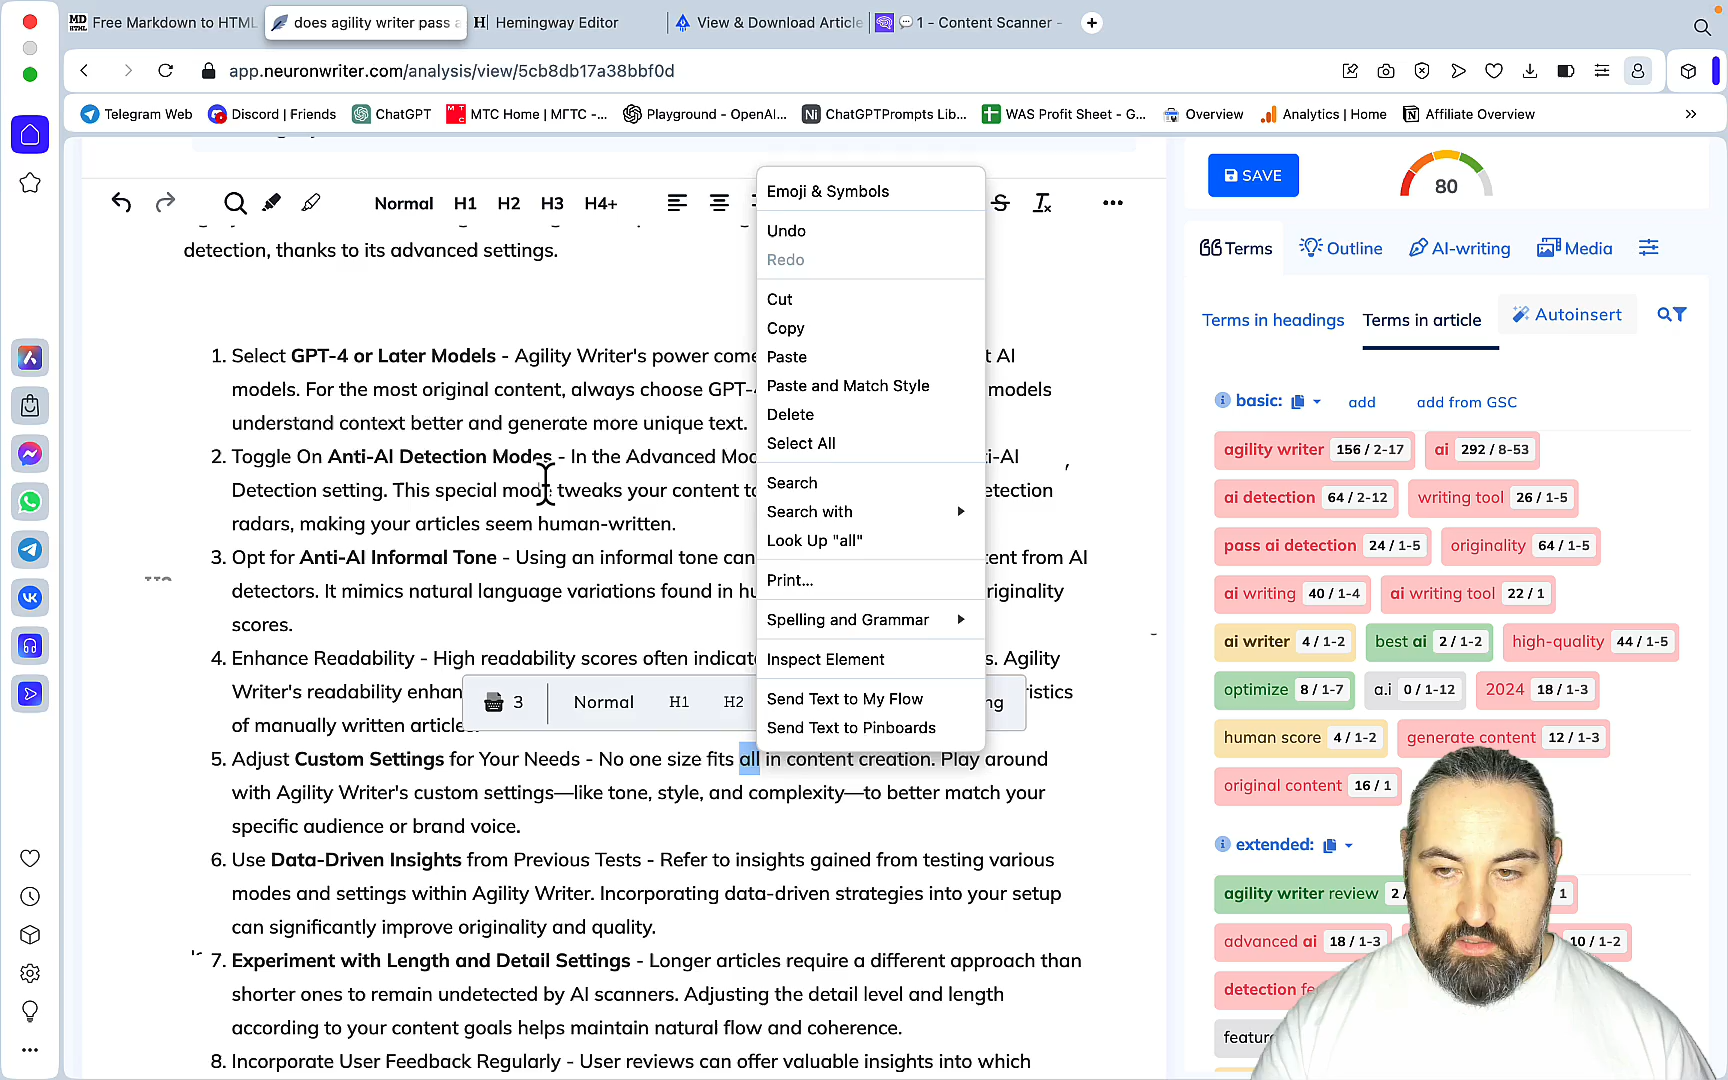 Free Markdown to HTML
does agility writer pass a
Hemingway Editor
View & Download Article
1 - Content Scanner -
app.neuronwriter.com/analysis/view/5cb8db17a38bbf0d
Telegram Web
Discord | Friends
ChatGPT
МТС Home | МГТС -...
Playground - OpenAI...
ChatGPTPrompts Lib...
WAS Profit Sheet - G...
Overview
Analytics | Home
Affiliate Overview
Normal H1 H2 H3 H4+
detection, thanks to its advanced settings.
1. Select GPT-4 or Later Models - Agility Writer's power come t AI
models. For the most original content, always choose GPT-4 models
understand context better and generate more unique text.
2. Toggle On Anti-AI Detection Modes - In the Advanced Mod ti-AI
Detection setting. This special mode tweaks your content to etection
radars, making your articles seem human-written.
3. Opt for Anti-AI Informal Tone - Using an informal tone can ent from AI
detectors. It mimics natural language variations found in hu riginality
scores.
4. Enhance Readability - High readability scores often indicate s. Agility
Writer's readability enhan ristics
of manually written articles.
3 Normal H1 H2 ng
5. Adjust Custom Settings for Your Needs - No one size fits all in content creation. Play around
with Agility Writer's custom settings—like tone, style, and complexity—to better match your
specific audience or brand voice.
6. Use Data-Driven Insights from Previous Tests - Refer to insights gained from testing various
modes and settings within Agility Writer. Incorporating data-driven strategies into your setup
can significantly improve originality and quality.
7. Experiment with Length and Detail Settings - Longer articles require a different approach than
shorter ones to remain undetected by AI scanners. Adjusting the detail level and length
according to your content goals helps maintain natural flow and coherence.
8. Incorporate User Feedback Regularly - User reviews can offer valuable insights into which
Emoji & Symbols
Undo
Redo
Cut
Copy
Paste
Paste and Match Style
Delete
Select All
Search
Search with
Look Up "all"
Print...
Spelling and Grammar
Inspect Element
Send Text to My Flow
Send Text to Pinboards
SAVE
80
Terms
Outline
AI-writing
Media
Terms in headings
Terms in article
Autoinsert
basic: add add from GSC
agility writer 156 / 2-17
ai 292 / 8-53
ai detection 64 / 2-12
writing tool 26 / 1-5
pass ai detection 24 / 1-5
originality 64 / 1-5
ai writing 40 / 1-4
ai writing tool 22 / 1
ai writer 4 / 1-2
best ai 2 / 1-2
high-quality 44 / 1-5
optimize 8 / 1-7
a.i 0 / 1-12
2024 18 / 1-3
human score 4 / 1-2
generate content 12 / 1-3
original content 16 / 1
extended:
agility writer review 2 /
1
advanced ai 18 / 1-3
10 / 1-2
detection fe
feature